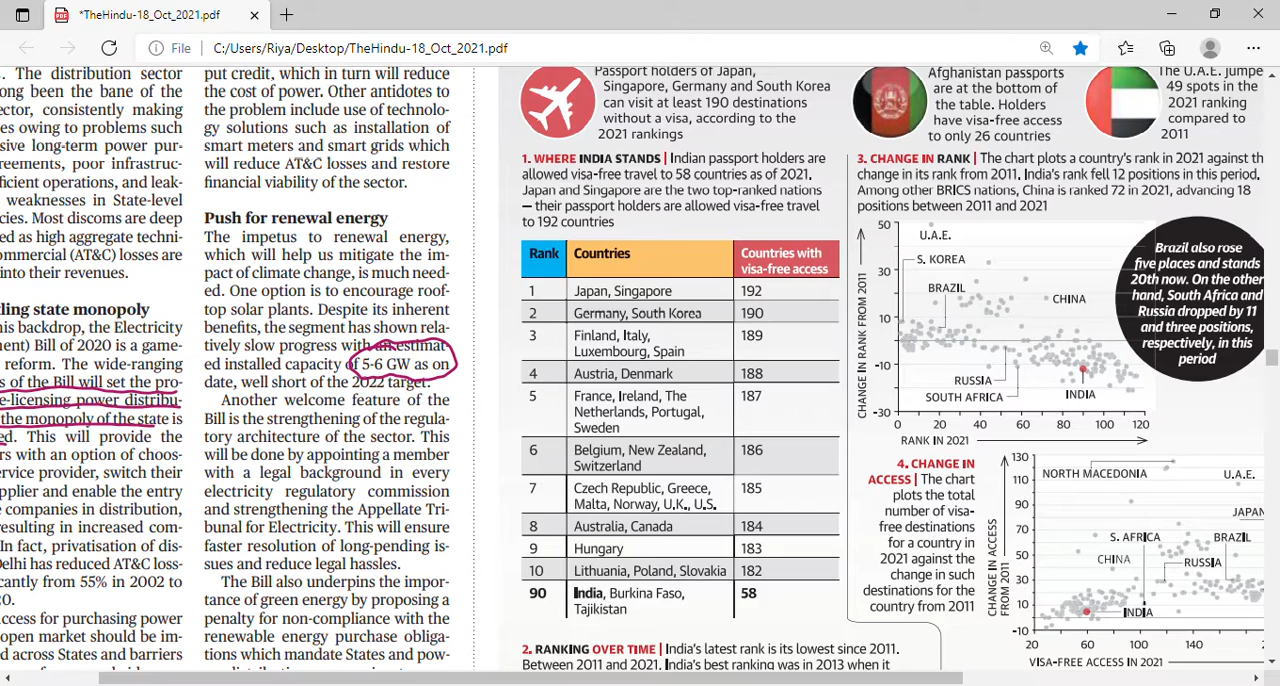 *TheHindu-18_Oct_2021.pdf
File
C:/Users/Riya/Desktop/TheHindu-18_Oct_2021.pdf
The distribution sector
ong been the bane of the
ector, consistently making
es owing to problems such
sive long-term power pur-
reements, poor infrastruc-
ficient operations, and leak-
weaknesses in State-level
cies. Most discoms are deep
ed as high aggregate techni-
ommercial (AT&C) losses are
into their revenues.
tling state monopoly
his backdrop, the Electricity
ment) Bill of 2020 is a game-
reform. The wide-ranging
s of the Bill will set the pro-
e-licensing power distribu-
the monopoly of the state is
ed. This will provide the
rs with an option of choos-
ervice provider, switch their
pplier and enable the entry
e companies in distribution,
resulting in increased com-
In fact, privatisation of dis-
Delhi has reduced AT&C loss-
cantly from 55% in 2002 to
0.
ccess for purchasing power
open market should be im-
d across States and barriers
put credit, which in turn will reduce
the cost of power. Other antidotes to
the problem include use of technolo-
gy solutions such as installation of
smart meters and smart grids which
will reduce AT&C losses and restore
financial viability of the sector.
Push for renewal energy
The impetus to renewal energy,
which will help us mitigate the im-
pact of climate change, is much need-
ed. One option is to encourage roof-
top solar plants. Despite its inherent
benefits, the segment has shown rela-
tively slow progress with an estimat-
ed installed capacity of 5-6 GW as on
date, well short of the 2022 target.
Another welcome feature of the
Bill is the strengthening of the regula-
tory architecture of the sector. This
will be done by appointing a member
with a legal background in every
electricity regulatory commission
and strengthening the Appellate Tri-
bunal for Electricity. This will ensure
faster resolution of long-pending is-
sues and reduce legal hassles.
The Bill also underpins the impor-
tance of green energy by proposing a
penalty for non-compliance with the
renewable energy purchase obliga-
tions which mandate States and pow-
Passport holders of Japan,
Singapore, Germany and South Korea
can visit at least 190 destinations
without a visa, according to the
2021 rankings
Afghanistan passports
are at the bottom of
the table. Holders
have visa-free access
to only 26 countries
The U.A.E. jumpe
49 spots in the
2021 ranking
compared to
2011
1. WHERE INDIA STANDS | Indian passport holders are
allowed visa-free travel to 58 countries as of 2021.
Japan and Singapore are the two top-ranked nations
— their passport holders are allowed visa-free travel
to 192 countries
Rank Countries Countries with
visa-free access
1 Japan, Singapore 192
2 Germany, South Korea 190
3 Finland, Italy, 189
Luxembourg, Spain
4 Austria, Denmark 188
5 France, Ireland, The 187
Netherlands, Portugal,
Sweden
6 Belgium, New Zealand, 186
Switzerland
7 Czech Republic, Greece, 185
Malta, Norway, U.K., U.S.
8 Australia, Canada 184
9 Hungary 183
10 Lithuania, Poland, Slovakia 182
90 India, Burkina Faso, 58
Tajikistan
2. RANKING OVER TIME | India's latest rank is its lowest since 2011.
Between 2011 and 2021, India's best ranking was in 2013 when it
3. CHANGE IN RANK | The chart plots a country's rank in 2021 against th
change in its rank from 2011. India's rank fell 12 positions in this period.
Among other BRICS nations, China is ranked 72 in 2021, advancing 18
positions between 2011 and 2021
CHANGE IN RANK FROM 2011
50
30
10
-10
-30
U.A.E.
S. KOREA
BRAZIL
CHINA
RUSSIA
SOUTH AFRICA
INDIA
0 20 40 60 80 100 120
RANK IN 2021
Brazil also rose
five places and stands
20th now. On the other
hand, South Africa and
Russia dropped by 11
and three positions,
respectively, in this
period
4. CHANGE IN
ACCESS | The chart
plots the total
number of visa-
free destinations
for a country in
2021 against the
change in such
destinations for the
country from 2011
CHANGE IN ACCESS
FROM 2011
130
110
90
70
50
30
10
-10
NORTH MACEDONIA
U.A.E.
JAPAN
S. AFRICA
BRAZIL
CHINA
RUSSIA
INDIA
20 60 100 140
VISA-FREE ACCESS IN 2021